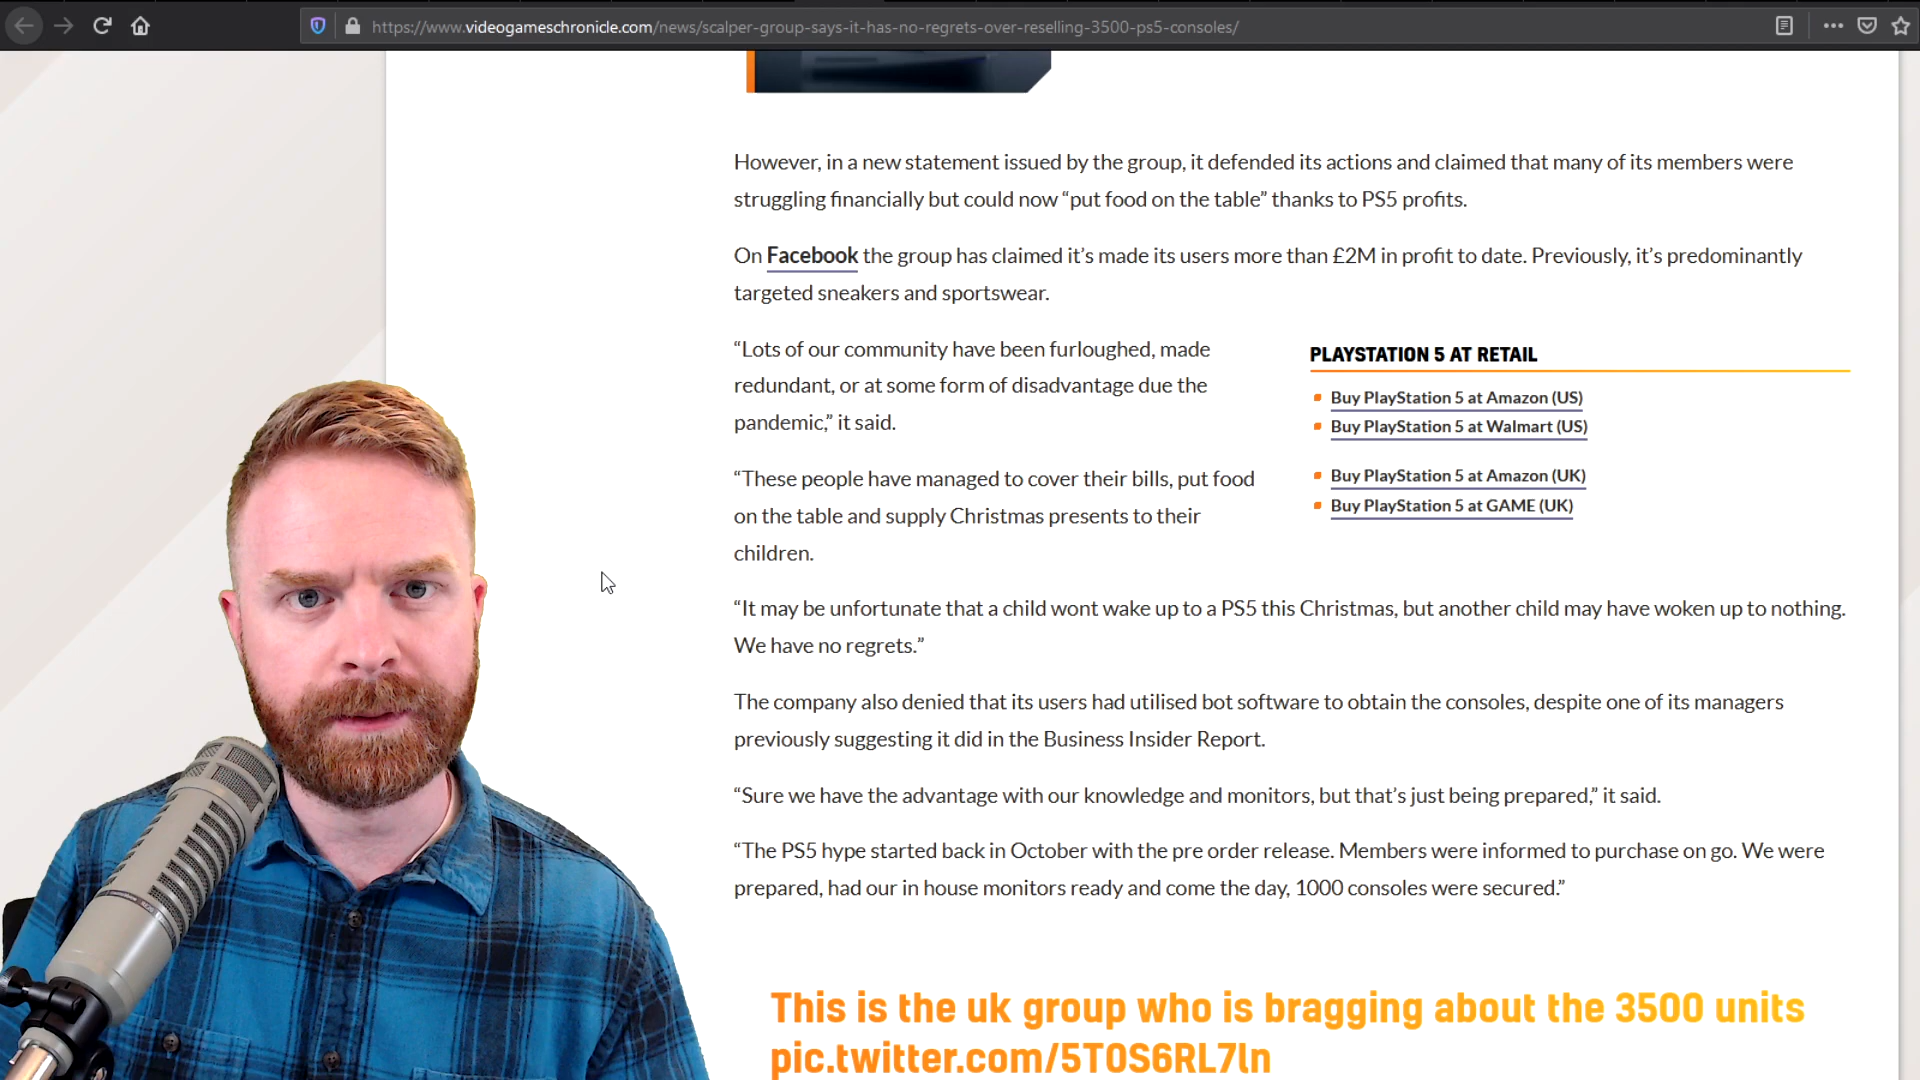 https://www.videogameschronicle.com/news/scalper-group-says-it-has-no-regrets-over-reselling-3500-ps5-consoles/
However, in a new statement issued by the group, it defended its actions and claimed that many of its members were
struggling financially but could now “put food on the table” thanks to PS5 profits.
On Facebook the group has claimed it’s made its users more than £2M in profit to date. Previously, it’s predominantly
targeted sneakers and sportswear.
“Lots of our community have been furloughed, made
redundant, or at some form of disadvantage due the
pandemic,” it said.
“These people have managed to cover their bills, put food
on the table and supply Christmas presents to their
children.
PLAYSTATION 5 AT RETAIL
Buy PlayStation 5 at Amazon (US)
Buy PlayStation 5 at Walmart (US)
Buy PlayStation 5 at Amazon (UK)
Buy PlayStation 5 at GAME (UK)
“It may be unfortunate that a child wont wake up to a PS5 this Christmas, but another child may have woken up to nothing.
We have no regrets.”
The company also denied that its users had utilised bot software to obtain the consoles, despite one of its managers
previously suggesting it did in the Business Insider Report.
“Sure we have the advantage with our knowledge and monitors, but that’s just being prepared,” it said.
“The PS5 hype started back in October with the pre order release. Members were informed to purchase on go. We were
prepared, had our in house monitors ready and come the day, 1000 consoles were secured.”
This is the uk group who is bragging about the 3500 units
pic.twitter.com/5TOS6RL7ln